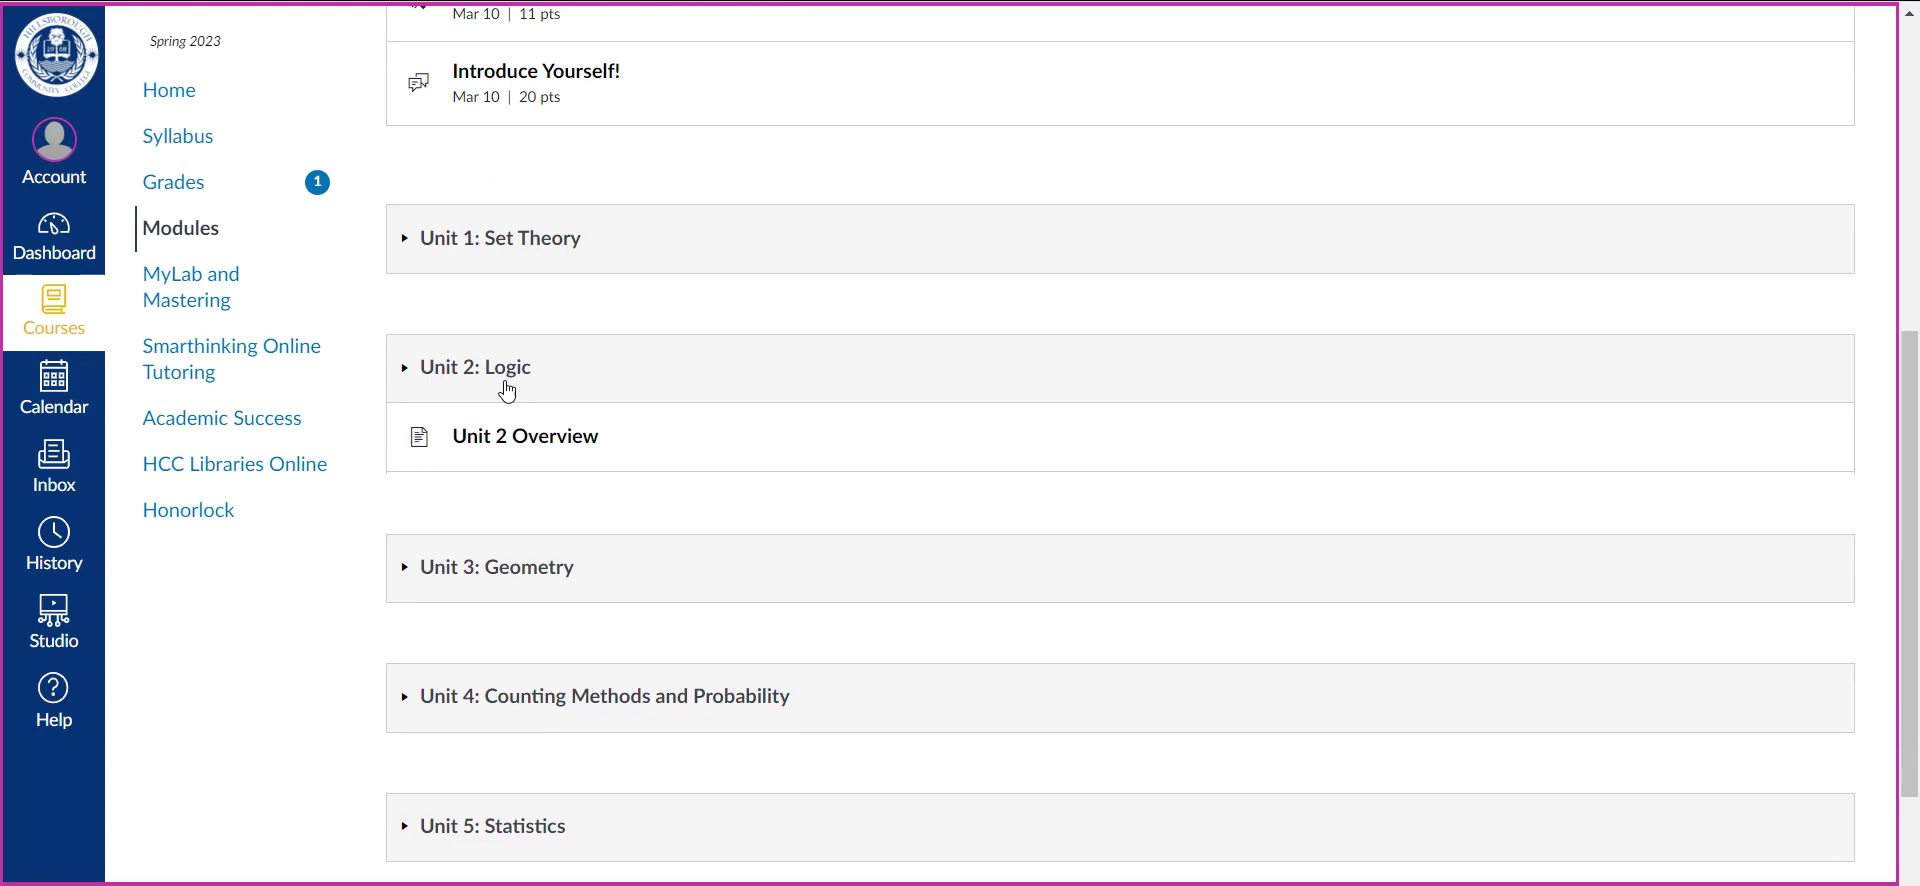 HILLSBOROUGH
COMMUNITY COLLEGE
Account
Dashboard
Courses
Calendar
Inbox
History
Studio
Help
Spring 2023
Home
Syllabus
Grades 1
Modules
MyLab and
Mastering
Smarthinking Online
Tutoring
Academic Success
HCC Libraries Online
Honorlock
Mar 10 | 11 pts
Introduce Yourself!
Mar 10 | 20 pts
Unit 1: Set Theory
Unit 2: Logic
Unit 2 Overview
Unit 3: Geometry
Unit 4: Counting Methods and Probability
Unit 5: Statistics